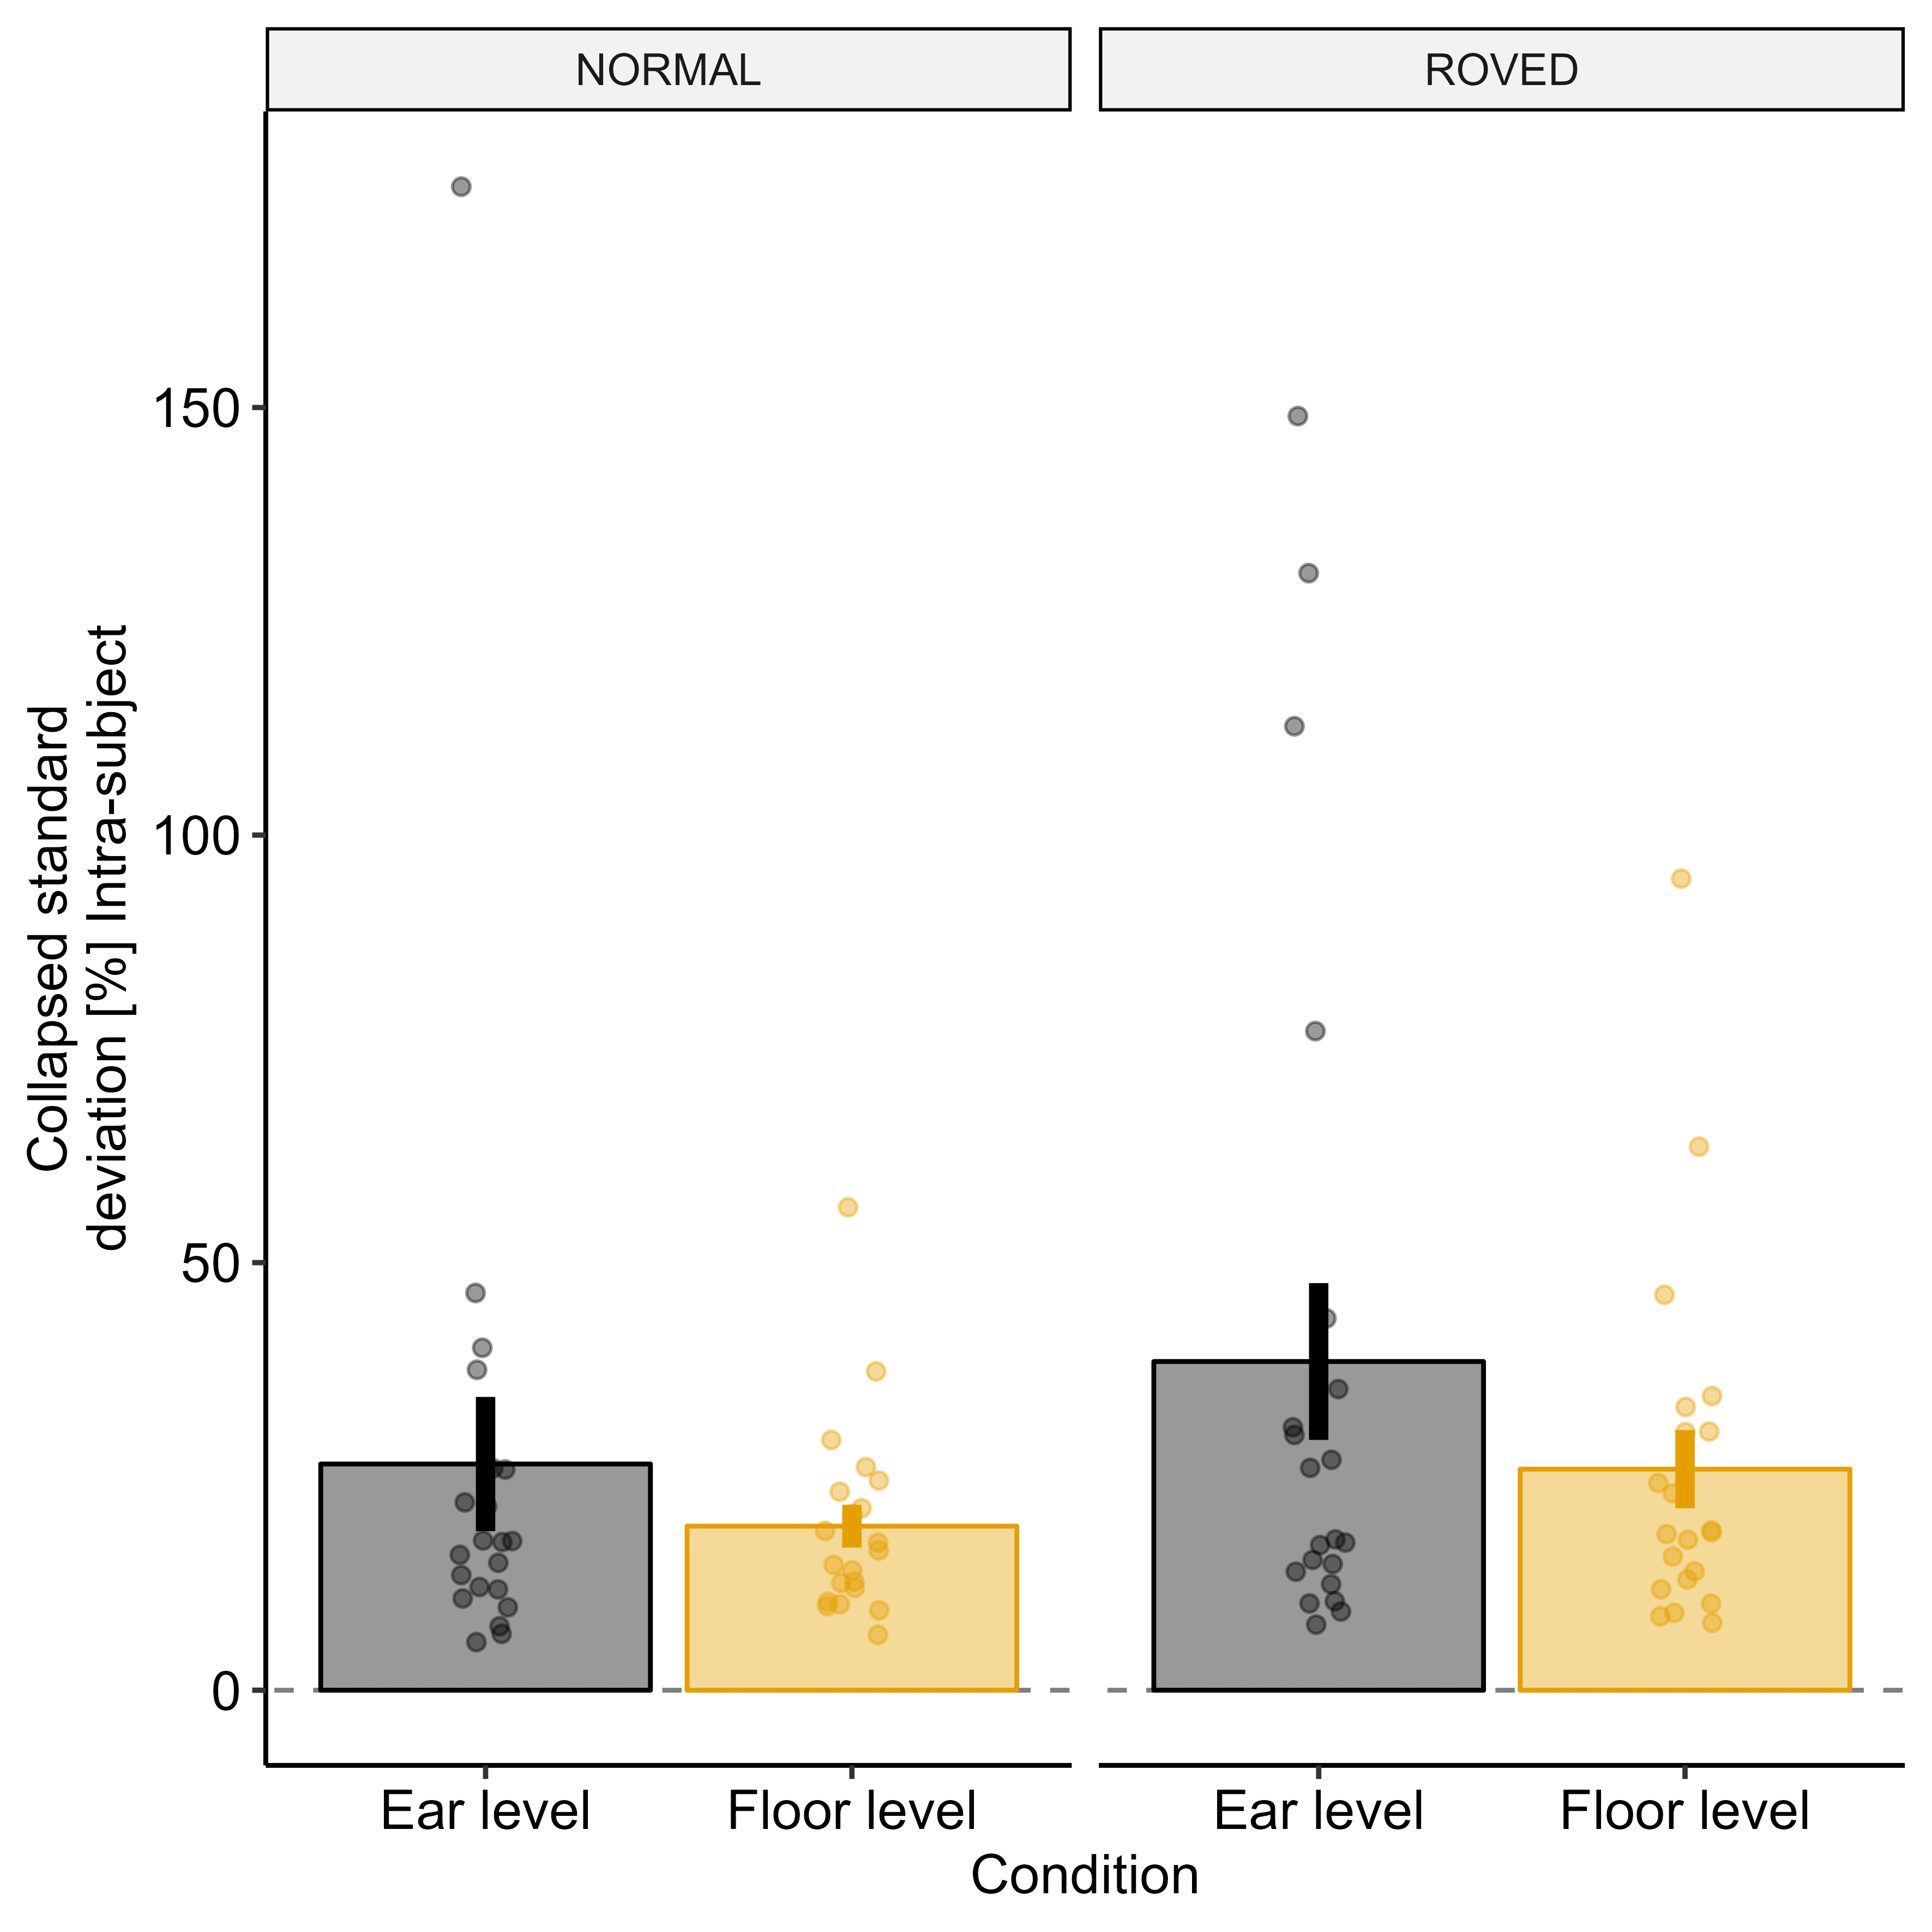 NORMAL
ROVED
Collapsed standard
deviation [%] Intra-subject
150
100
50
0
Ear level
Floor level
Ear level
Floor level
Condition